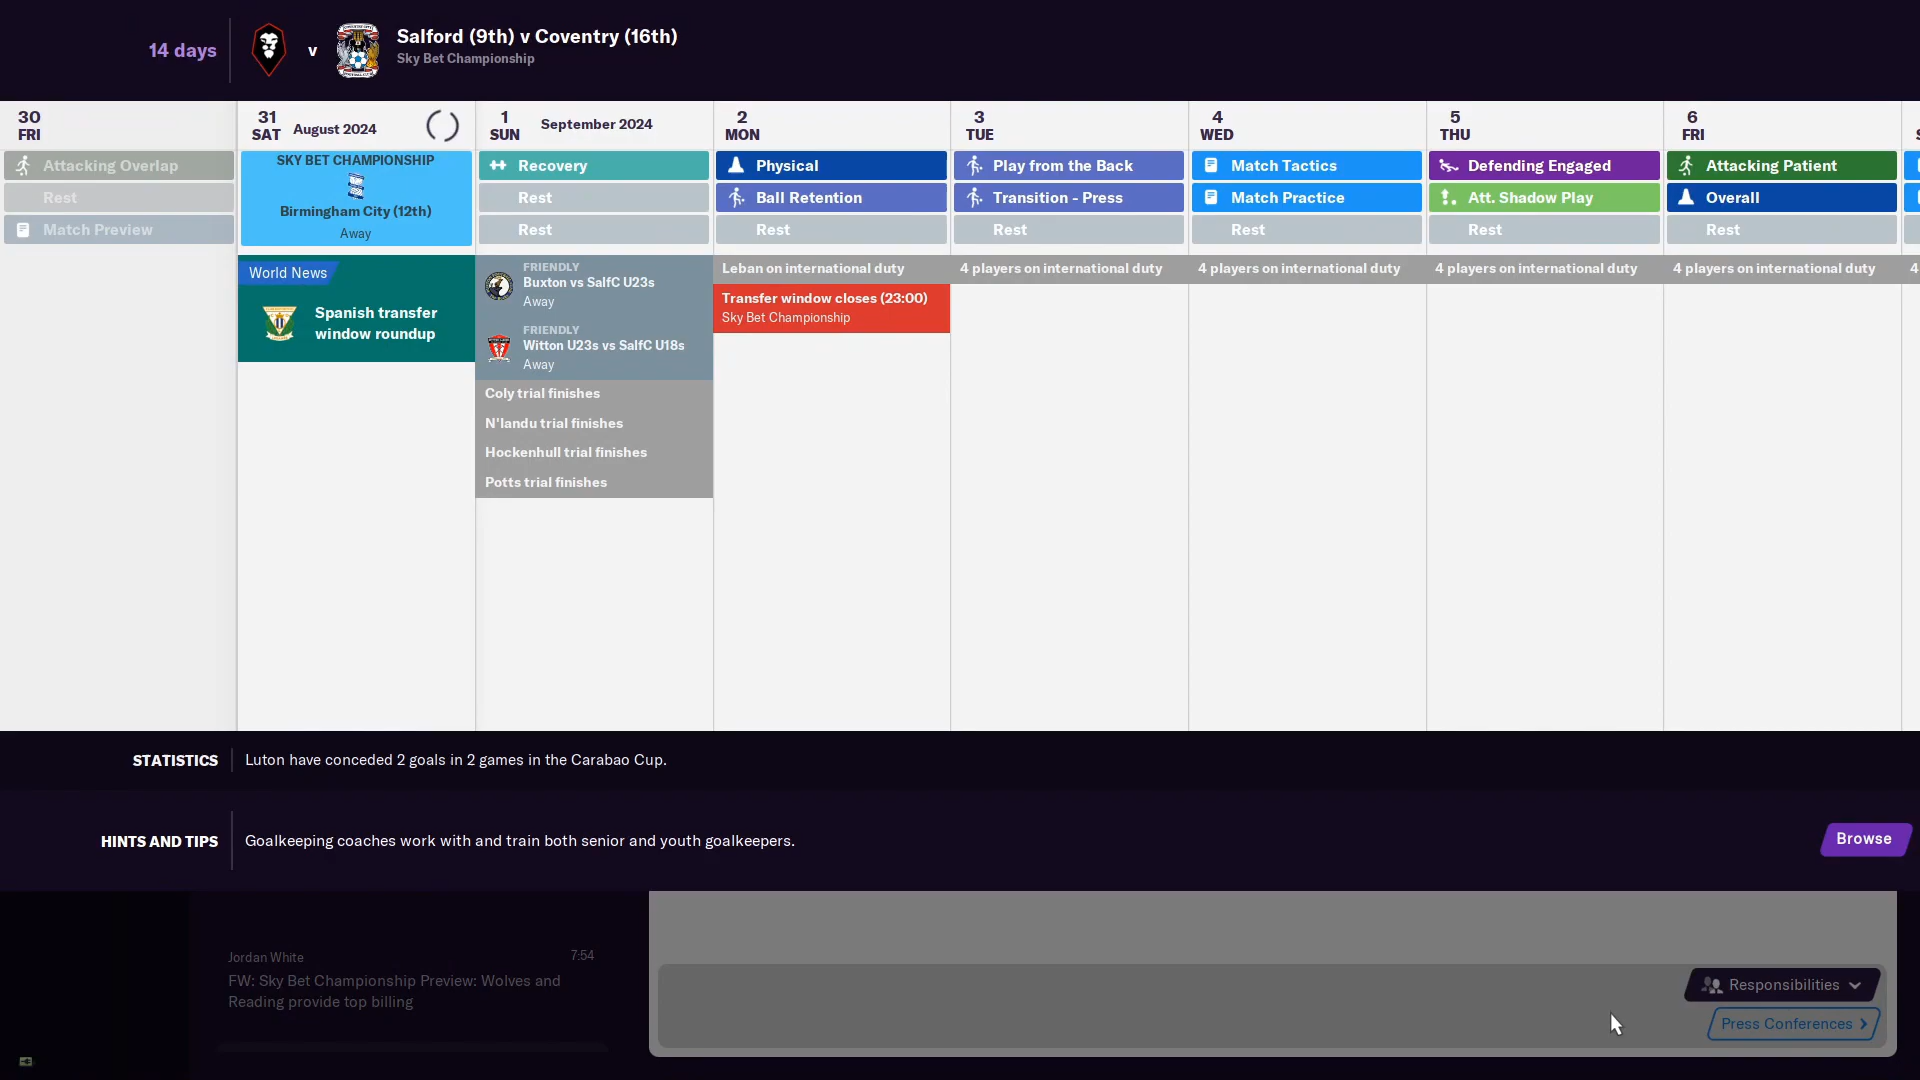 14 days
v
Salford (9th) v Coventry (16th)
Sky Bet Championship
30
FRI
Attacking Overlap
Rest
Match Preview
31
SAT August 2024
SKY BET CHAMPIONSHIP
Birmingham City (12th)
Away
World News
Spanish transfer
window roundup
1
SUN September 2024
Recovery
Rest
Rest
FRIENDLY
Buxton vs SalfC U23s
Away
FRIENDLY
Witton U23s vs SalfC U18s
Away
Coly trial finishes
N'landu trial finishes
Hockenhull trial finishes
Potts trial finishes
2
MON
Physical
Ball Retention
Rest
Leban on international duty
Transfer window closes (23:00)
Sky Bet Championship
3
TUE
Play from the Back
Transition - Press
Rest
4 players on international duty
4
WED
Match Tactics
Match Practice
Rest
4 players on international duty
5
THU
Defending Engaged
Att. Shadow Play
Rest
4 players on international duty
6
FRI
Attacking Patient
Overall
Rest
4 players on international duty
4
STATISTICS
Luton have conceded 2 goals in 2 games in the Carabao Cup.
HINTS AND TIPS
Goalkeeping coaches work with and train both senior and youth goalkeepers.
Browse
Jordan White 7:54
FW: Sky Bet Championship Preview: Wolves and
Reading provide top billing
Responsibilities
Press Conferences